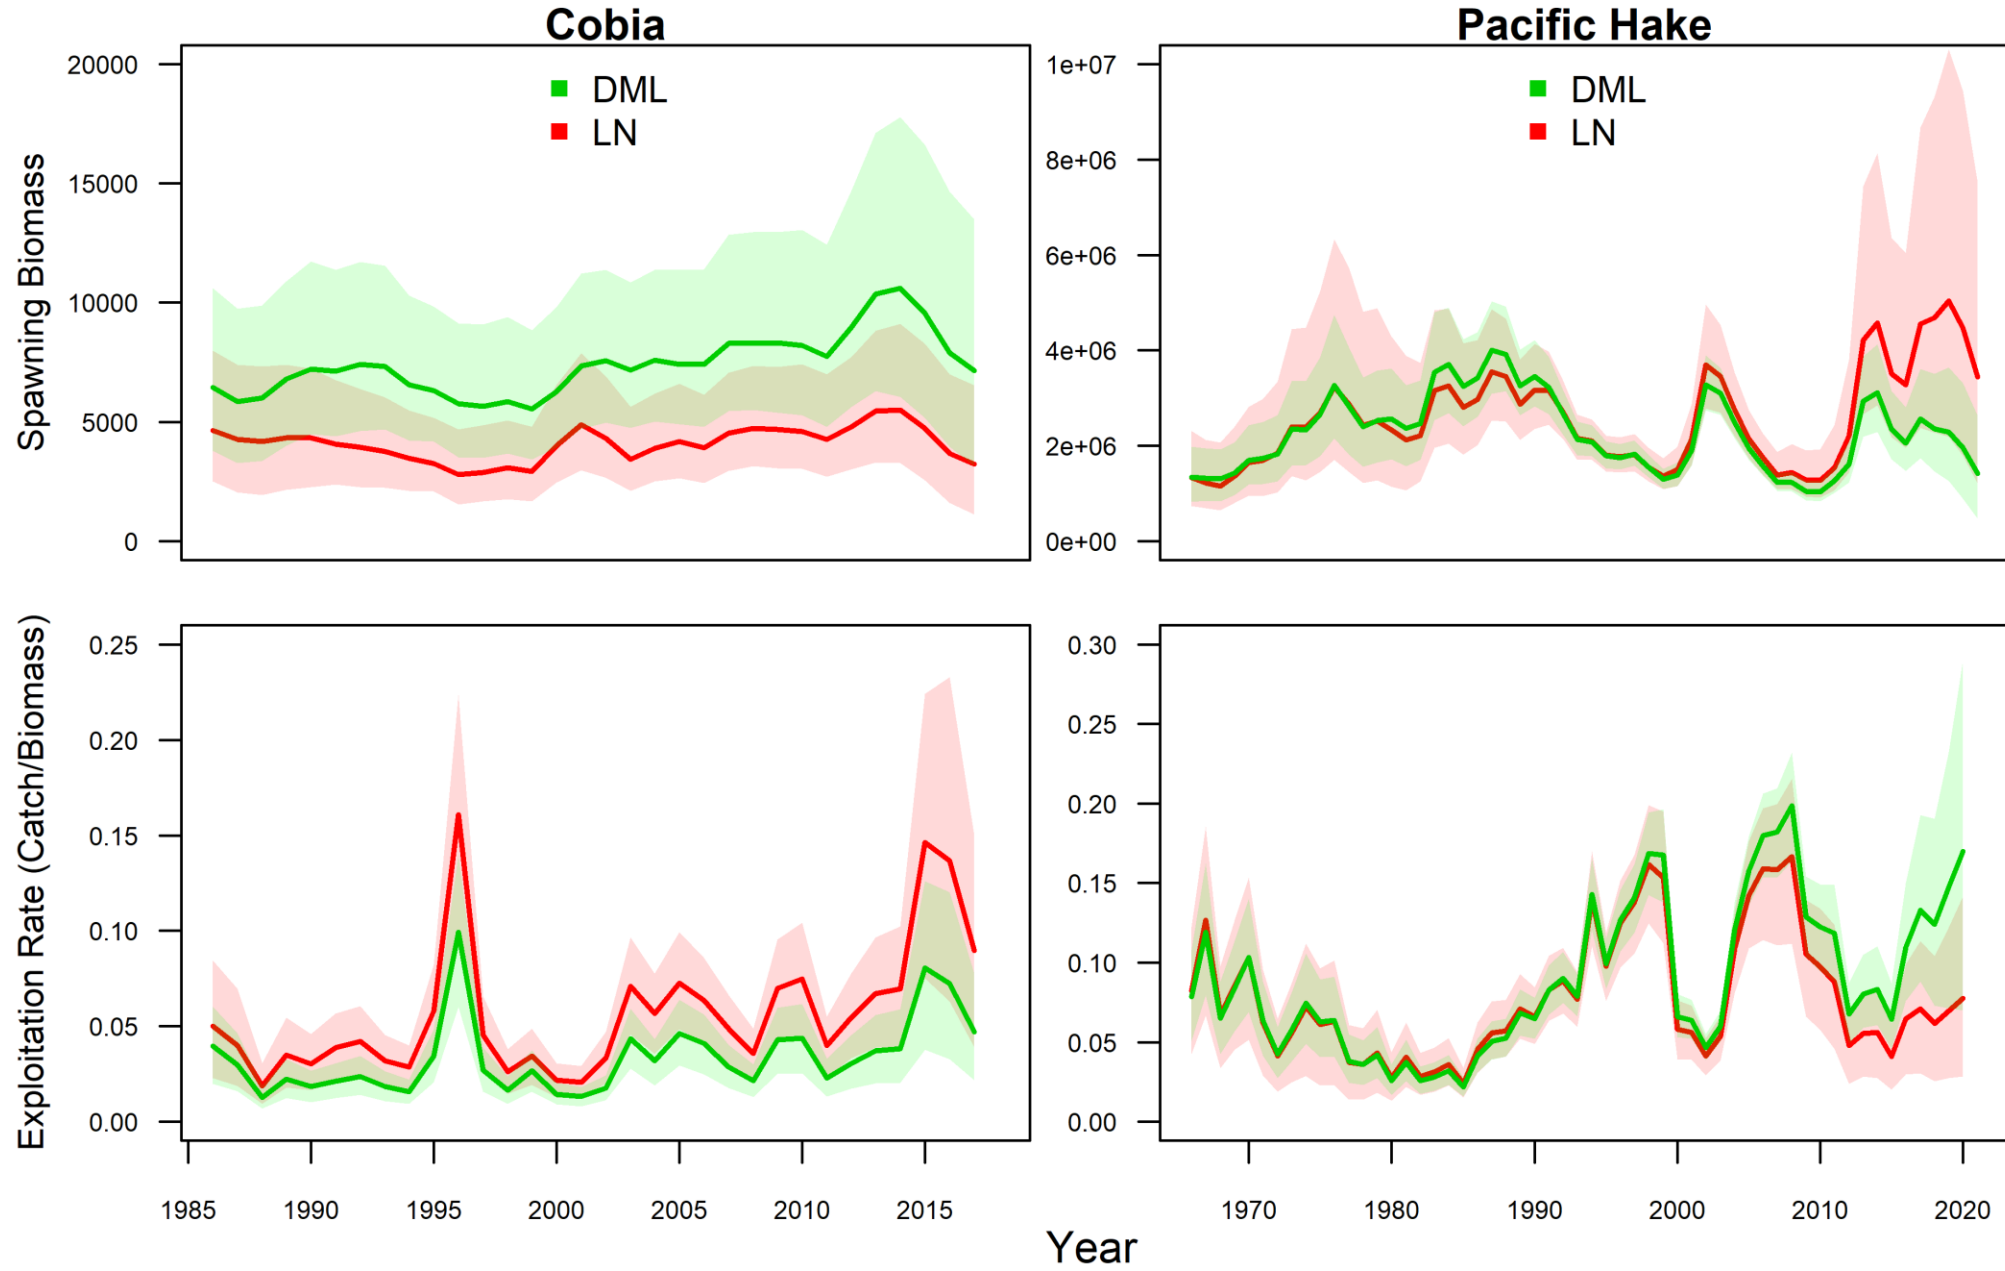 Cobia
Pacific Hake
DML
LN
DML
LN
Spawning Biomass
20000
15000
10000
5000
0
1e+07
8e+06
6e+06
4e+06
2e+06
0e+00
Exploitation Rate (Catch/Biomass)
0.25
0.20
0.15
0.10
0.05
0.00
0.30
0.25
0.20
0.15
0.10
0.05
0.00
1985 1990 1995 2000 2005 2010 2015
1970 1980 1990 2000 2010 2020
Year